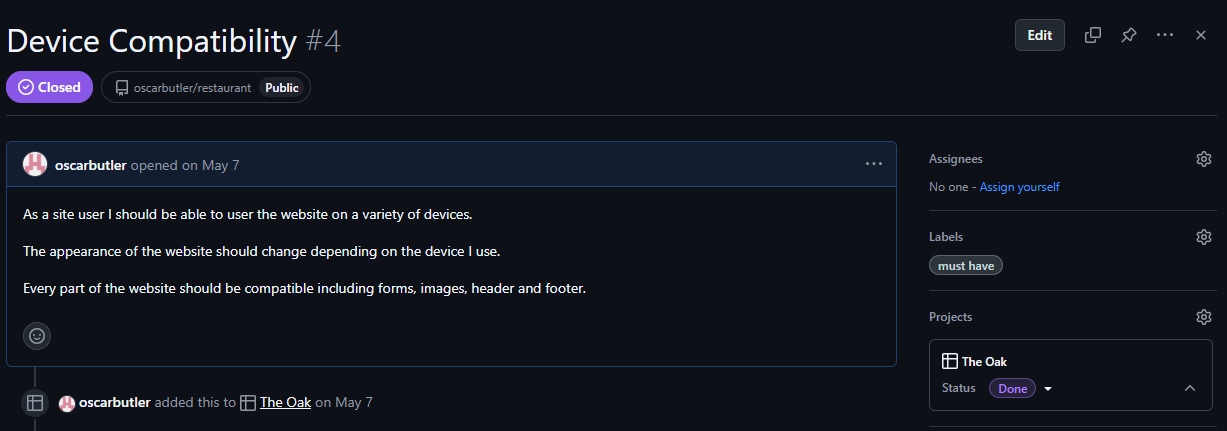 Device Compatibility #4
Edit
Closed
oscarbutler/restaurant Public
oscarbutler opened on May 7
As a site user I should be able to user the website on a variety of devices.
The appearance of the website should change depending on the device I use.
Every part of the website should be compatible including forms, images, header and footer.
oscarbutler added this to The Oak on May 7
Assignees
No one - Assign yourself
Labels
must have
Projects
The Oak
Status Done